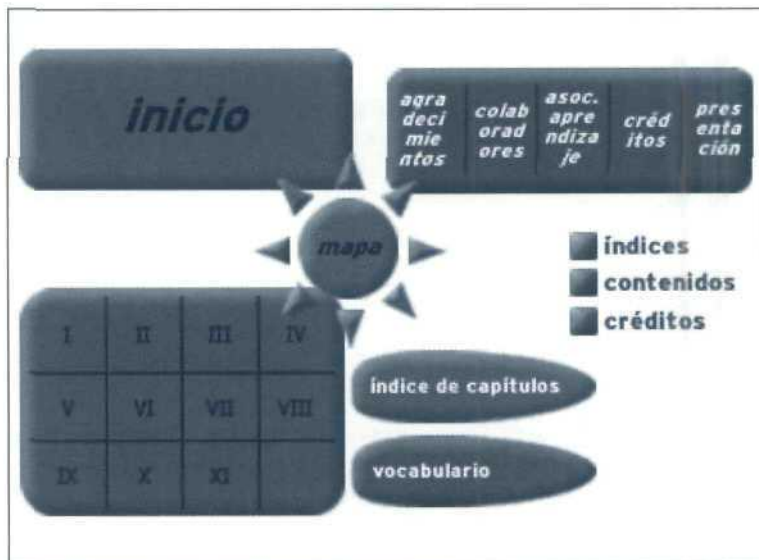 inicio
agra
deci
mie
ntos
colab
orad
ores
asoc.
apre
ndiza
je
créd
itos
pres
enta
ción
mapa
índices
contenidos
créditos
I II III IV
V VI VII VIII
IX X XI
índice de capítulos
vocabulario